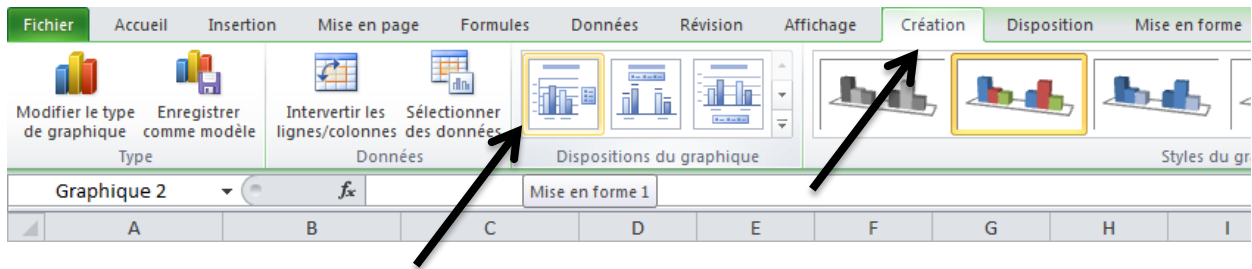 Fichier Accueil Insertion Mise en page Formules Données Révision Affichage Création Disposition Mise en forme
Modifier le type de graphique
Enregistrer comme modèle
Intervertir les lignes/colonnes
Sélectionner des données
Type Données Dispositions du graphique Styles du gr
Graphique 2 fx Mise en forme 1
A B C D E F G H I